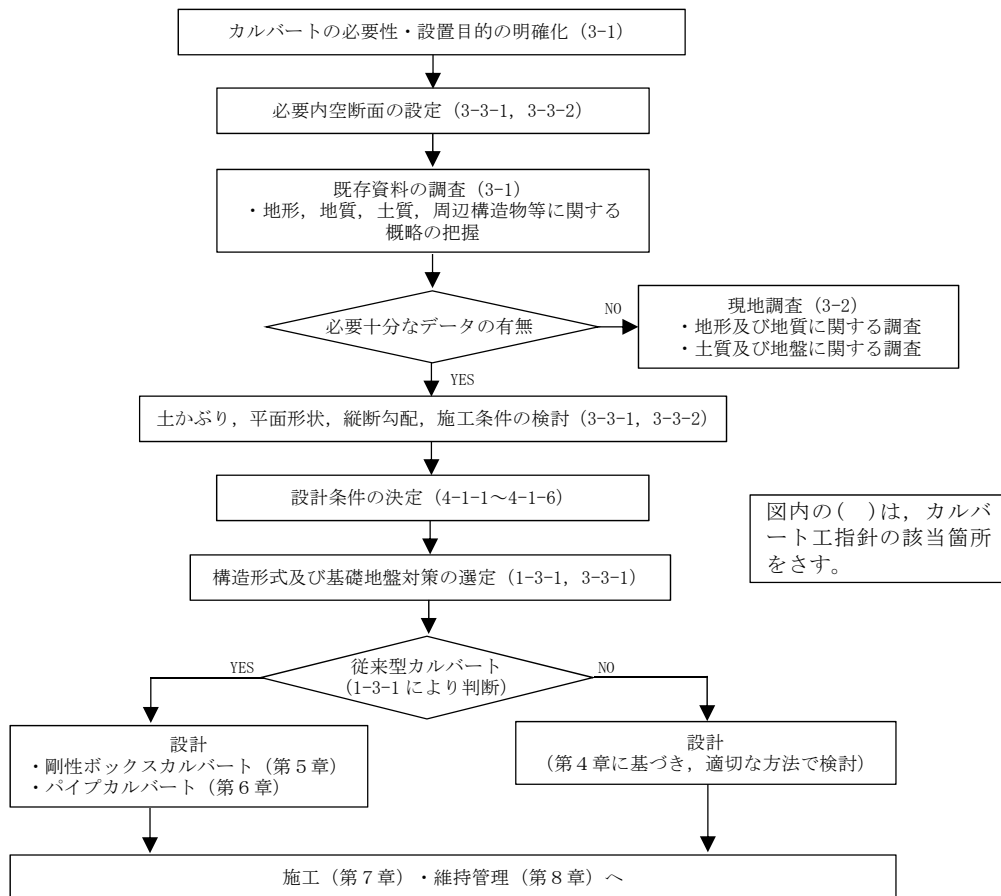 カルバートの必要性・設置目的の明確化(3-1)
必要内空断面の設定(3-3-1, 3-3-2)
既存資料の調査(3-1)
・地形, 地質, 土質, 周辺構造物等に関する
概略の把握
必要十分なデータの有無
NO
現地調査(3-2)
・地形及び地質に関する調査
・土質及び地盤に関する調査
YES
土かぶり, 平面形状, 縦断勾配, 施工条件の検討(3-3-1, 3-3-2)
設計条件の決定(4-1-1～4-1-6)
図内の( )は, カルバ
ート工指針の該当箇所
をさす。
構造形式及び基礎地盤対策の選定(1-3-1, 3-3-1)
従来型カルバート
(1-3-1 により判断)
YES
NO
設計
・剛性ボックスカルバート(第5章)
・パイプカルバート(第6章)
設計
(第4章に基づき, 適切な方法で検討)
施工(第7章)・維持管理(第8章)へ